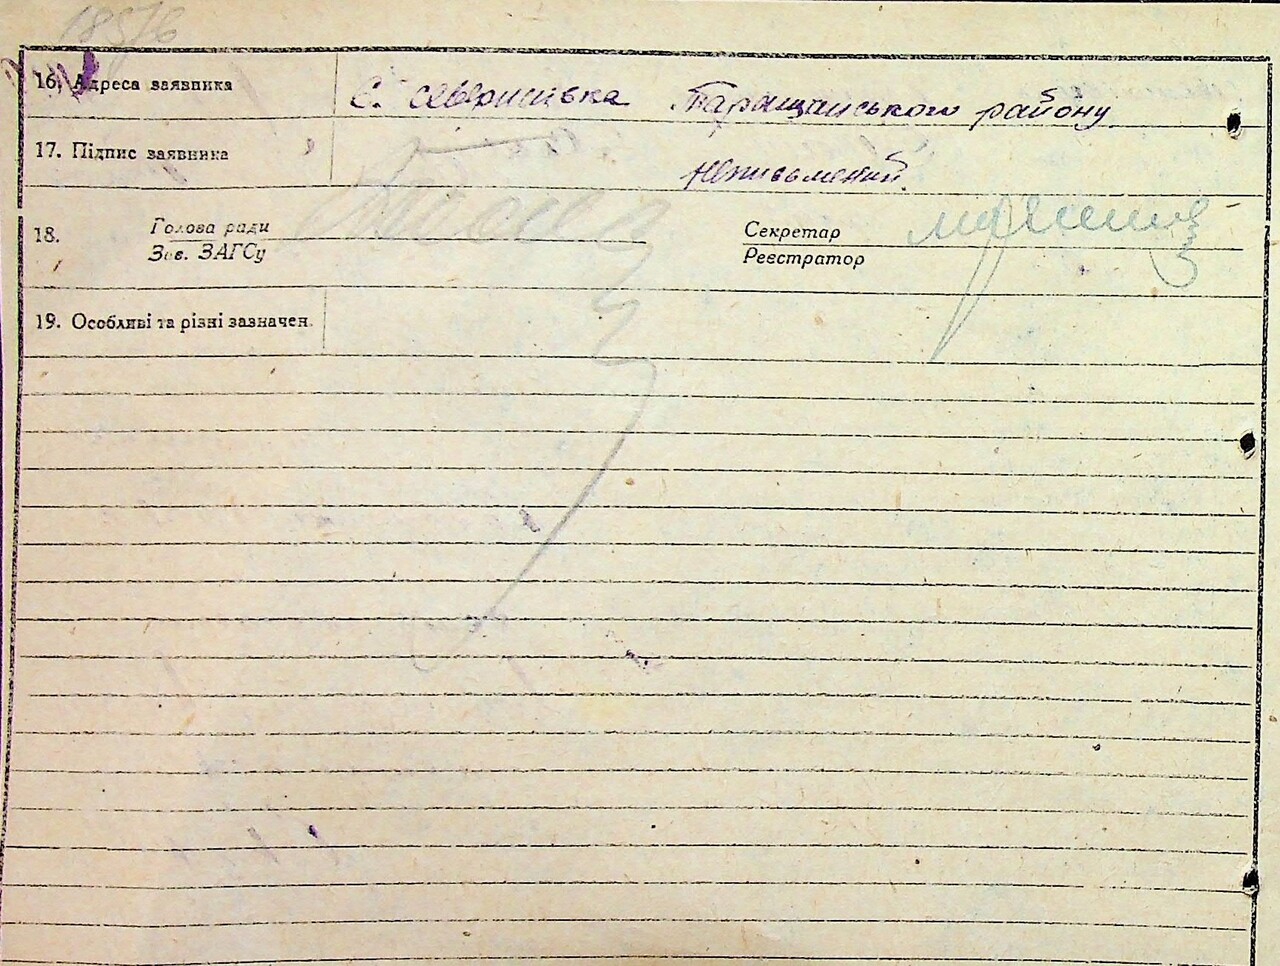 18576
16. Адреса заявника с. северинівка Таращанського району
17. Підпис заявника неписьмений
18. Голова ради Секретар
Зав. ЗАГСу Реєстратор
19. Особливі та різні зазначен.